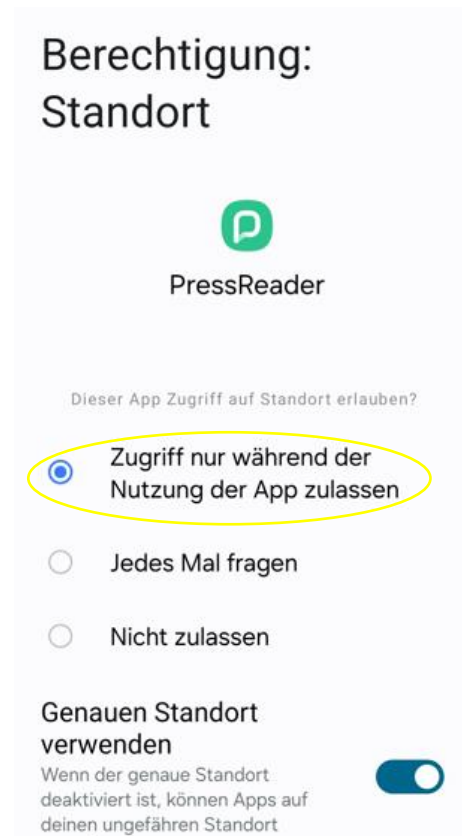 Berechtigung:
Standort
PressReader
Dieser App Zugriff auf Standort erlauben?
Zugriff nur während der
Nutzung der App zulassen
Jedes Mal fragen
Nicht zulassen
Genauen Standort
verwenden
Wenn der genaue Standort
deaktiviert ist, können Apps auf
deinen ungefähren Standort